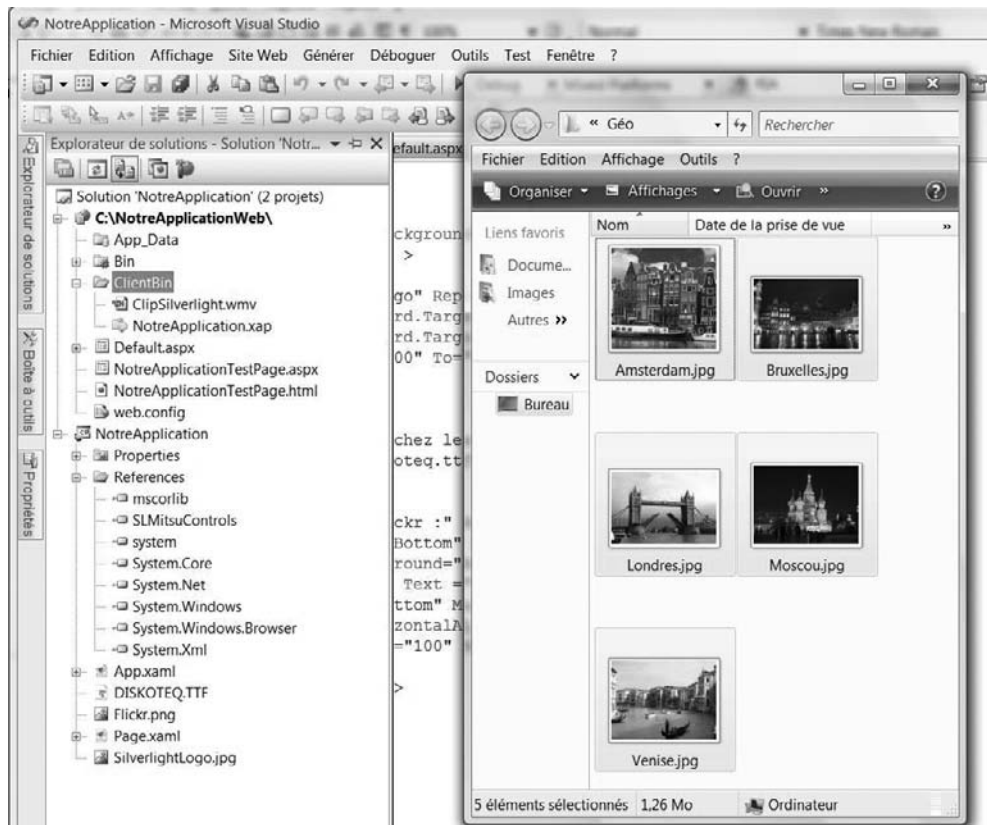 NotreApplication - Microsoft Visual Studio
Fichier Edition Affichage Site Web Générer Déboguer Outils Test Fenêtre ?
Explorateur de solutions - Solution 'Notr...
Solution 'NotreApplication' (2 projets)
C:\NotreApplicationWeb\
App_Data
Bin
ClientBin
ClipSilverlight.wmv
NotreApplication.xap
Default.aspx
NotreApplicationTestPage.aspx
NotreApplicationTestPage.html
web.config
NotreApplication
Properties
References
mscorlib
SLMitsuControls
system
System.Core
System.Net
System.Windows
System.Windows.Browser
System.Xml
App.xaml
DISKOTEQ.TTF
Flickr.png
Page.xaml
SilverlightLogo.jpg
Explorateur de solutions
Boîte à outils
Propriétés
efault.aspx
ckgroun
>
go" Rep
rd.Targ
rd.Targ
00" To=
chez le
oteq.tt
ckr :"
Bottom"
round="
Text =
ttom" M
zontalA
="100"
>
« Géo
Rechercher
Fichier Edition Affichage Outils ?
Organiser Affichages Ouvrir »
Liens favoris
Docume...
Images
Autres »
Dossiers
Bureau
Nom Date de la prise de vue »
Amsterdam.jpg Bruxelles.jpg
Londres.jpg Moscou.jpg
Venise.jpg
5 éléments sélectionnés 1,26 Mo Ordinateur